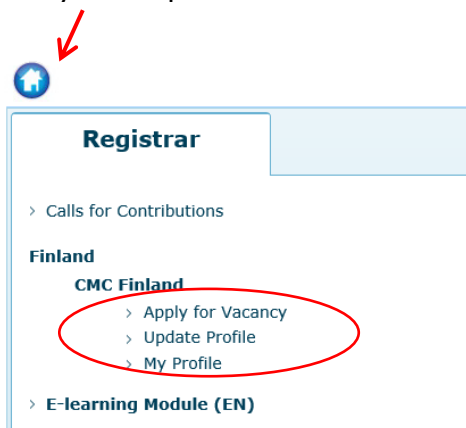 Registrar
> Calls for Contributions
Finland
CMC Finland
> Apply for Vacancy
> Update Profile
> My Profile
> E-learning Module (EN)